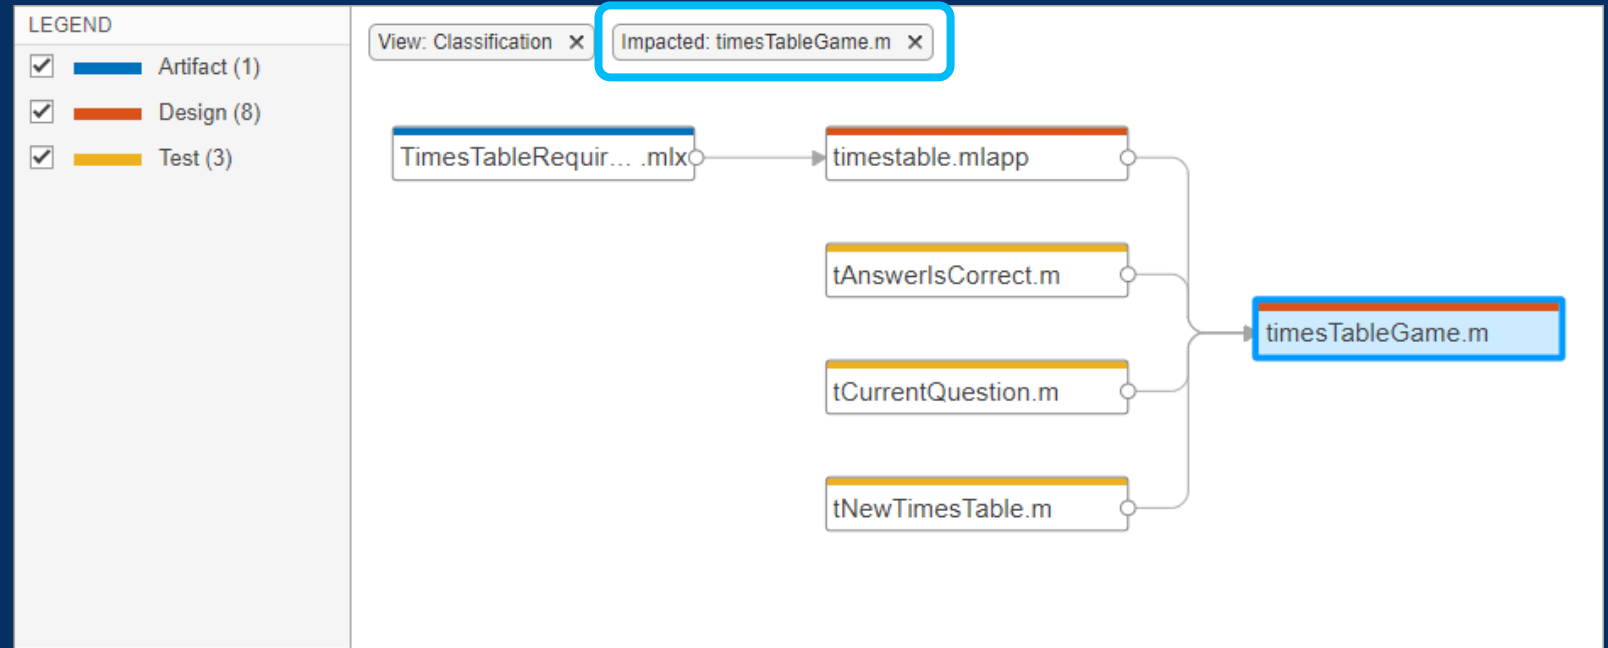 LEGEND
Artifact (1)
Design (8)
Test (3)
View: Classification ×
Impacted: timesTableGame.m ×
TimesTableRequir... .mlx
timestable.mlapp
tAnswerIsCorrect.m
timesTableGame.m
tCurrentQuestion.m
tNewTimesTable.m